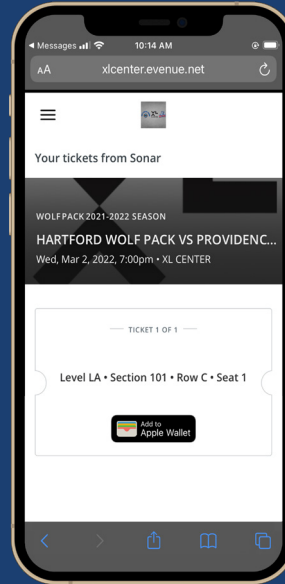 Messages
10:14 AM
AA
xlcenter.evenue.net
Your tickets from Sonar
WOLFPACK 2021-2022 SEASON
HARTFORD WOLF PACK VS PROVIDENC...
Wed, Mar 2, 2022, 7:00pm • XL CENTER
TICKET 1 OF 1
Level LA • Section 101 • Row C • Seat 1
Add to
Apple Wallet